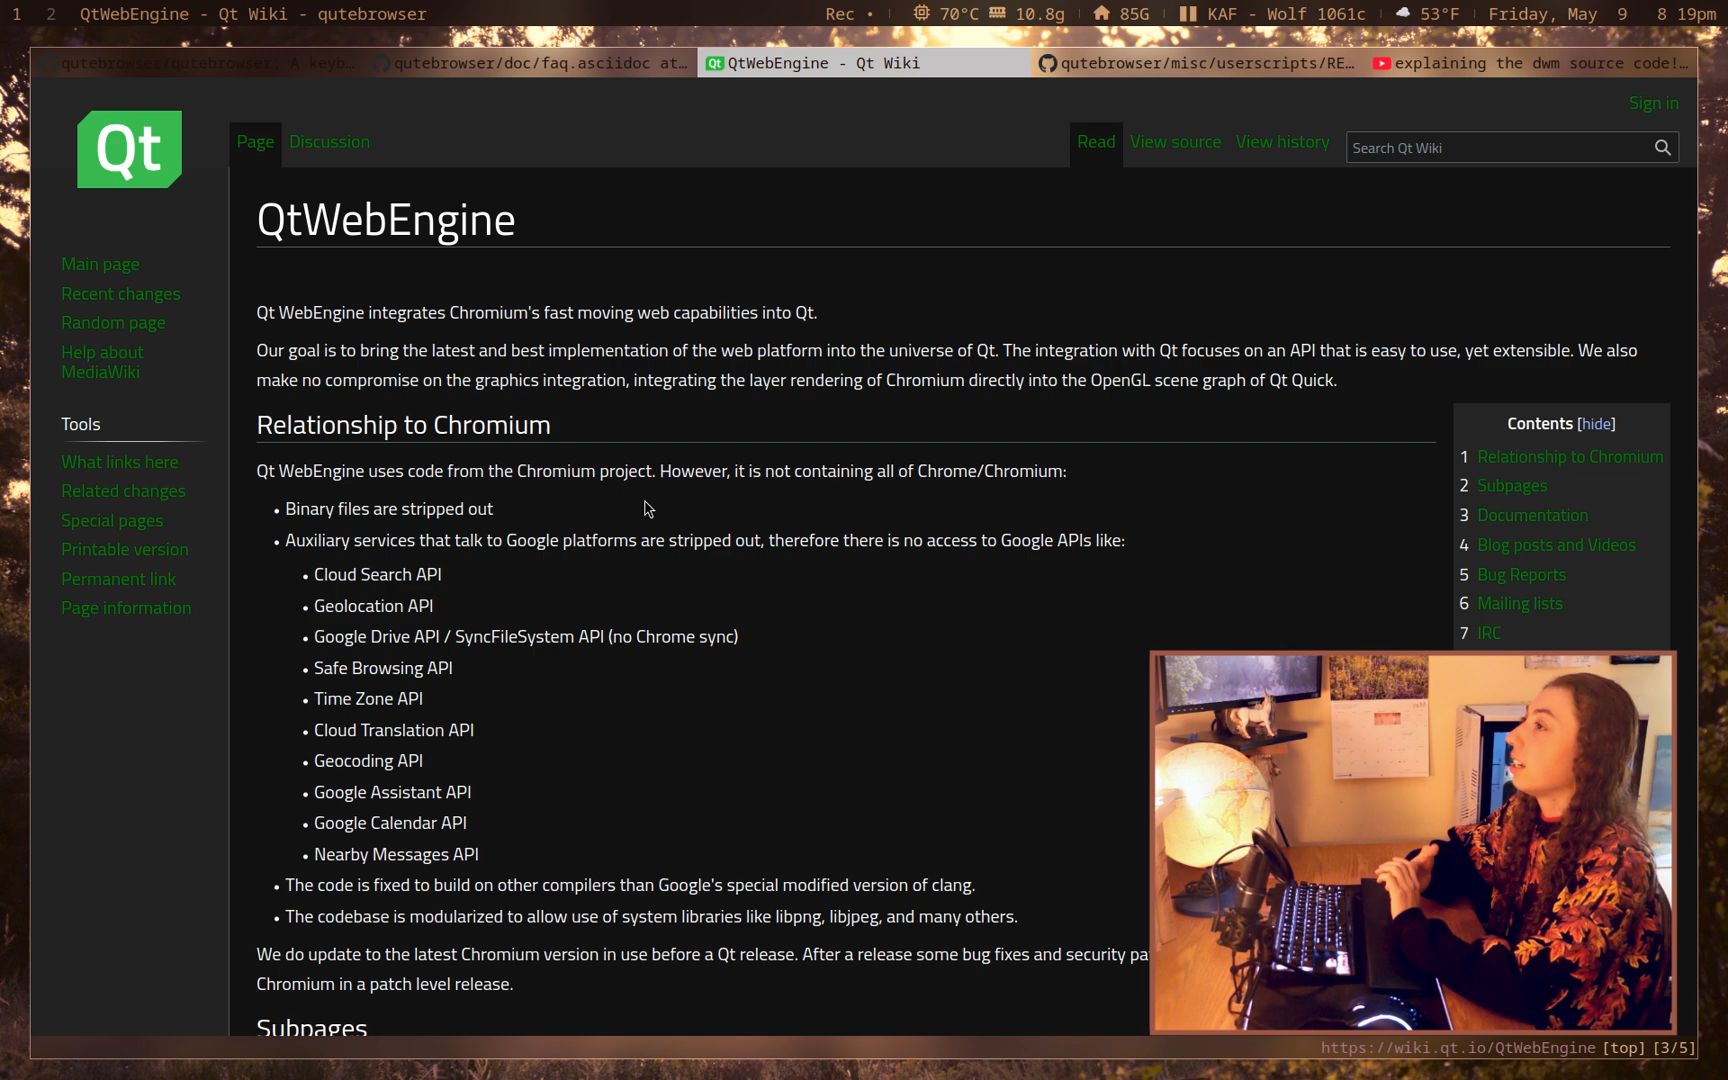 1 2 QtWebEngine - Qt Wiki - qutebrowser Rec • 70°C 10.8g 85G KAF - Wolf 1061c 53°F Friday, May 9 8 19pm
qutebrowser/qutebrowser: A keyb… qutebrowser/doc/faq.asciidoc at… QtWebEngine - Qt Wiki qutebrowser/misc/userscripts/RE… explaining the dwm source code!…
Sign in
Qt
Page Discussion Read View source View history Search Qt Wiki
QtWebEngine
Main page
Recent changes
Random page
Help about
MediaWiki
Tools
What links here
Related changes
Special pages
Printable version
Permanent link
Page information
Qt WebEngine integrates Chromium's fast moving web capabilities into Qt.
Our goal is to bring the latest and best implementation of the web platform into the universe of Qt. The integration with Qt focuses on an API that is easy to use, yet extensible. We also
make no compromise on the graphics integration, integrating the layer rendering of Chromium directly into the OpenGL scene graph of Qt Quick.
Relationship to Chromium
Qt WebEngine uses code from the Chromium project. However, it is not containing all of Chrome/Chromium:
• Binary files are stripped out
• Auxiliary services that talk to Google platforms are stripped out, therefore there is no access to Google APIs like:
• Cloud Search API
• Geolocation API
• Google Drive API / SyncFileSystem API (no Chrome sync)
• Safe Browsing API
• Time Zone API
• Cloud Translation API
• Geocoding API
• Google Assistant API
• Google Calendar API
• Nearby Messages API
• The code is fixed to build on other compilers than Google's special modified version of clang.
• The codebase is modularized to allow use of system libraries like libpng, libjpeg, and many others.
We do update to the latest Chromium version in use before a Qt release. After a release some bug fixes and security
Chromium in a patch level release.
Subpages
Contents [hide]
1 Relationship to Chromium
2 Subpages
3 Documentation
4 Blog posts and Videos
5 Bug Reports
6 Mailing lists
7 IRC
https://wiki.qt.io/QtWebEngine [top] [3/5]